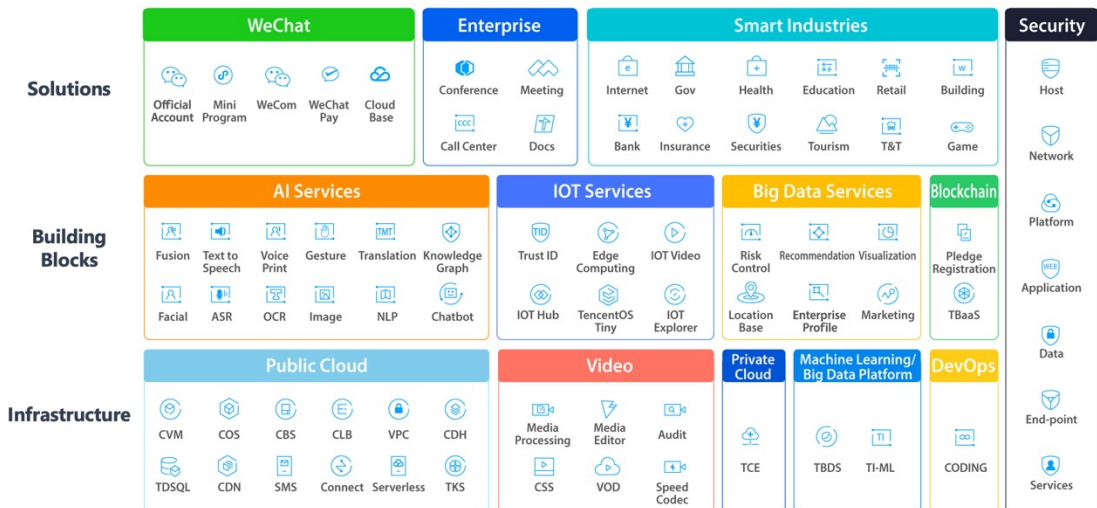 WeChat
Enterprise
Smart Industries
Security
Solutions
Official Account
Mini Program
WeCom
WeChat Pay
Cloud Base
Conference
Meeting
Call Center
Docs
CCC
e
Internet
Gov
Health
Education
Retail
W
Building
¥
Bank
Insurance
¥
Securities
Tourism
T&T
Game
Host
Network
Platform
WEB
Application
Data
End-point
Services
Building
Blocks
AI Services
IOT Services
Big Data Services
Blockchain
Fusion
Text to
Speech
Voice
Print
Gesture
TMT
Translation
Knowledge
Graph
Facial
ASR
OCR
Image
NLP
Chatbot
TID
Trust ID
Edge
Computing
IOT Video
IOT Hub
TencentOS
Tiny
IOT
Explorer
Risk
Control
Recommendation
Visualization
Location
Base
Enterprise
Profile
Marketing
Pledge
Registration
TBaaS
Infrastructure
Public Cloud
Video
Private
Cloud
Machine Learning/
Big Data Platform
DevOps
CVM
COS
CBS
CLB
VPC
CDH
TDSQL
CDN
SMS
Connect
Serverless
TKS
Media
Processing
Media
Editor
Audit
CSS
VOD
Speed
Codec
TCE
TBDS
TI
TI-ML
CODING